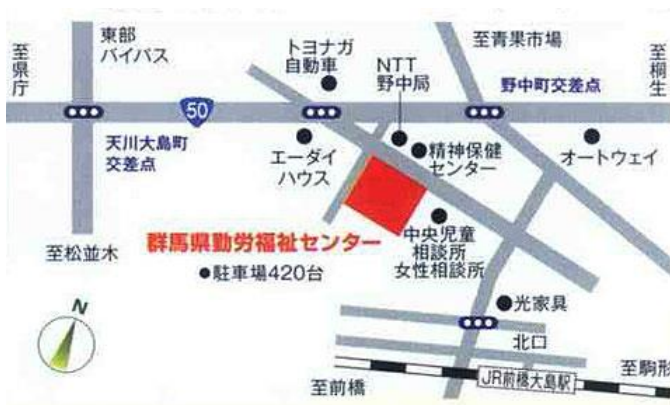 至県庁
東部
バイパス
トヨナガ
自動車
NTT
野中局
至青果市場
野中町交差点
至桐生
50
天川大島町
交差点
エーダイ
ハウス
精神保健
センター
オートウェイ
群馬県勤労福祉センター
●駐車場420台
中央児童
相談所
女性相談所
至松並木
N
光家具
北口
至前橋
JR前橋大島駅
至駒形